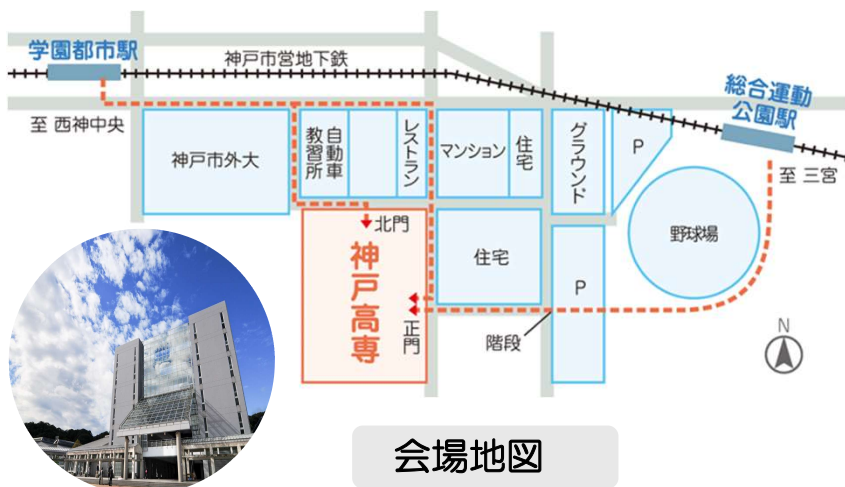 学園都市駅
神戸市営地下鉄
総合運動
公園駅
至 西神中央
至 三宮
神戸市外大
自動車
教習所
レストラン
マンション
住宅
グラウンド
P
野球場
北門
神戸高専
正門
住宅
P
階段
N
会場地図